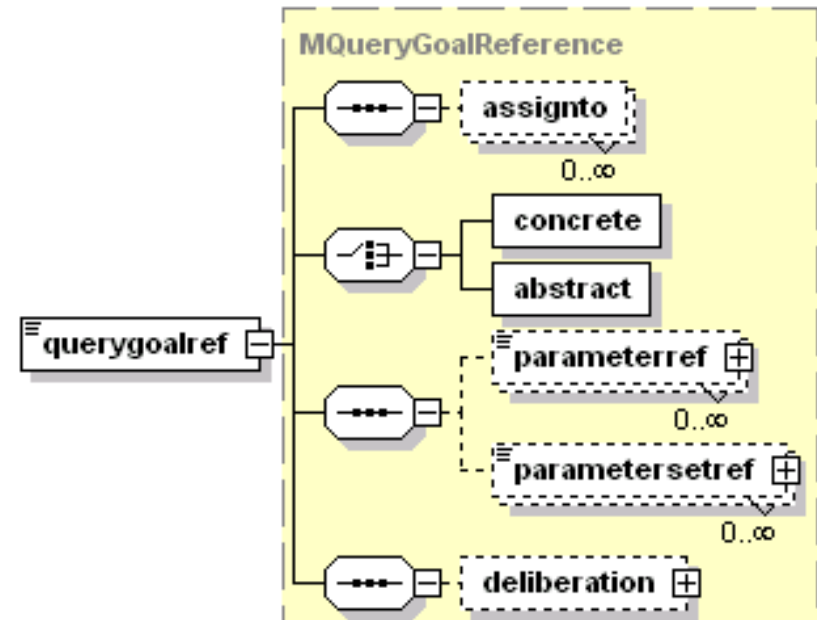 MQueryGoalReference
assignto
0..∞
concrete
abstract
querygoalref
parameterref
0..∞
parametersetref
0..∞
deliberation